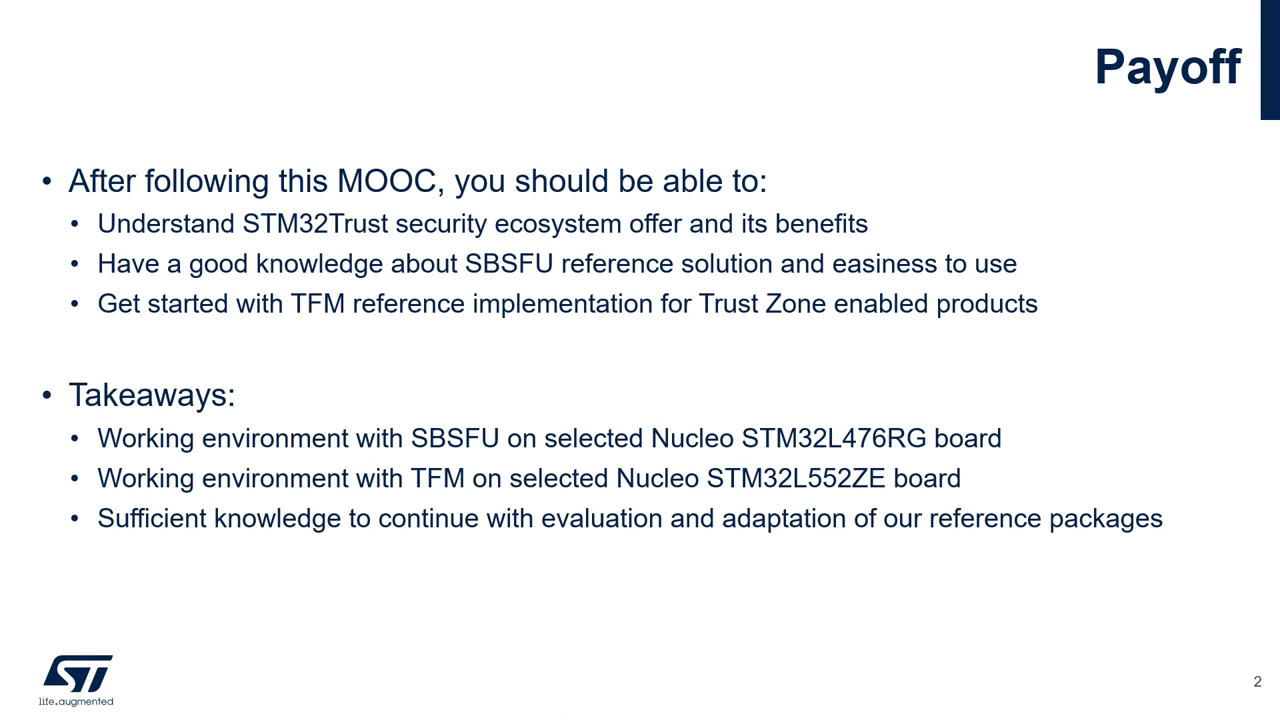 Payoff
• After following this MOOC, you should be able to:
• Understand STM32Trust security ecosystem offer and its benefits
• Have a good knowledge about SBSFU reference solution and easiness to use
• Get started with TFM reference implementation for Trust Zone enabled products
• Takeaways:
• Working environment with SBSFU on selected Nucleo STM32L476RG board
• Working environment with TFM on selected Nucleo STM32L552ZE board
• Sufficient knowledge to continue with evaluation and adaptation of our reference packages
ST
life.augmented
2